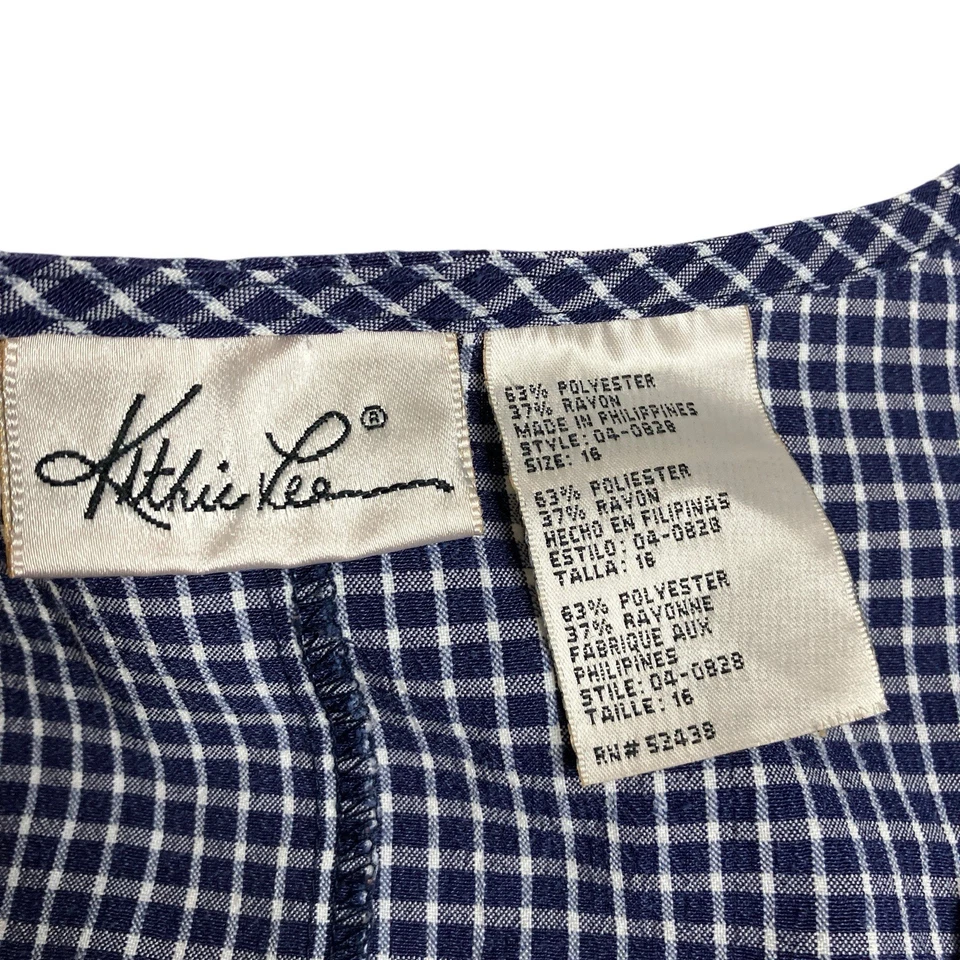 Kathie Lee®
63% POLYESTER
37% RAYON
MADE IN PHILIPPINES
STYLE: 04-0828
SIZE: 16
63% POLIESTER
37% RAYON
HECHO EN FILIPINAS
ESTILO: 04-0828
TALLA: 16
63% POLYESTER
37% RAYONNE
FABRIQUE AUX
PHILIPINES
STILE: 04-0828
TAILLE: 16
RN# 52439